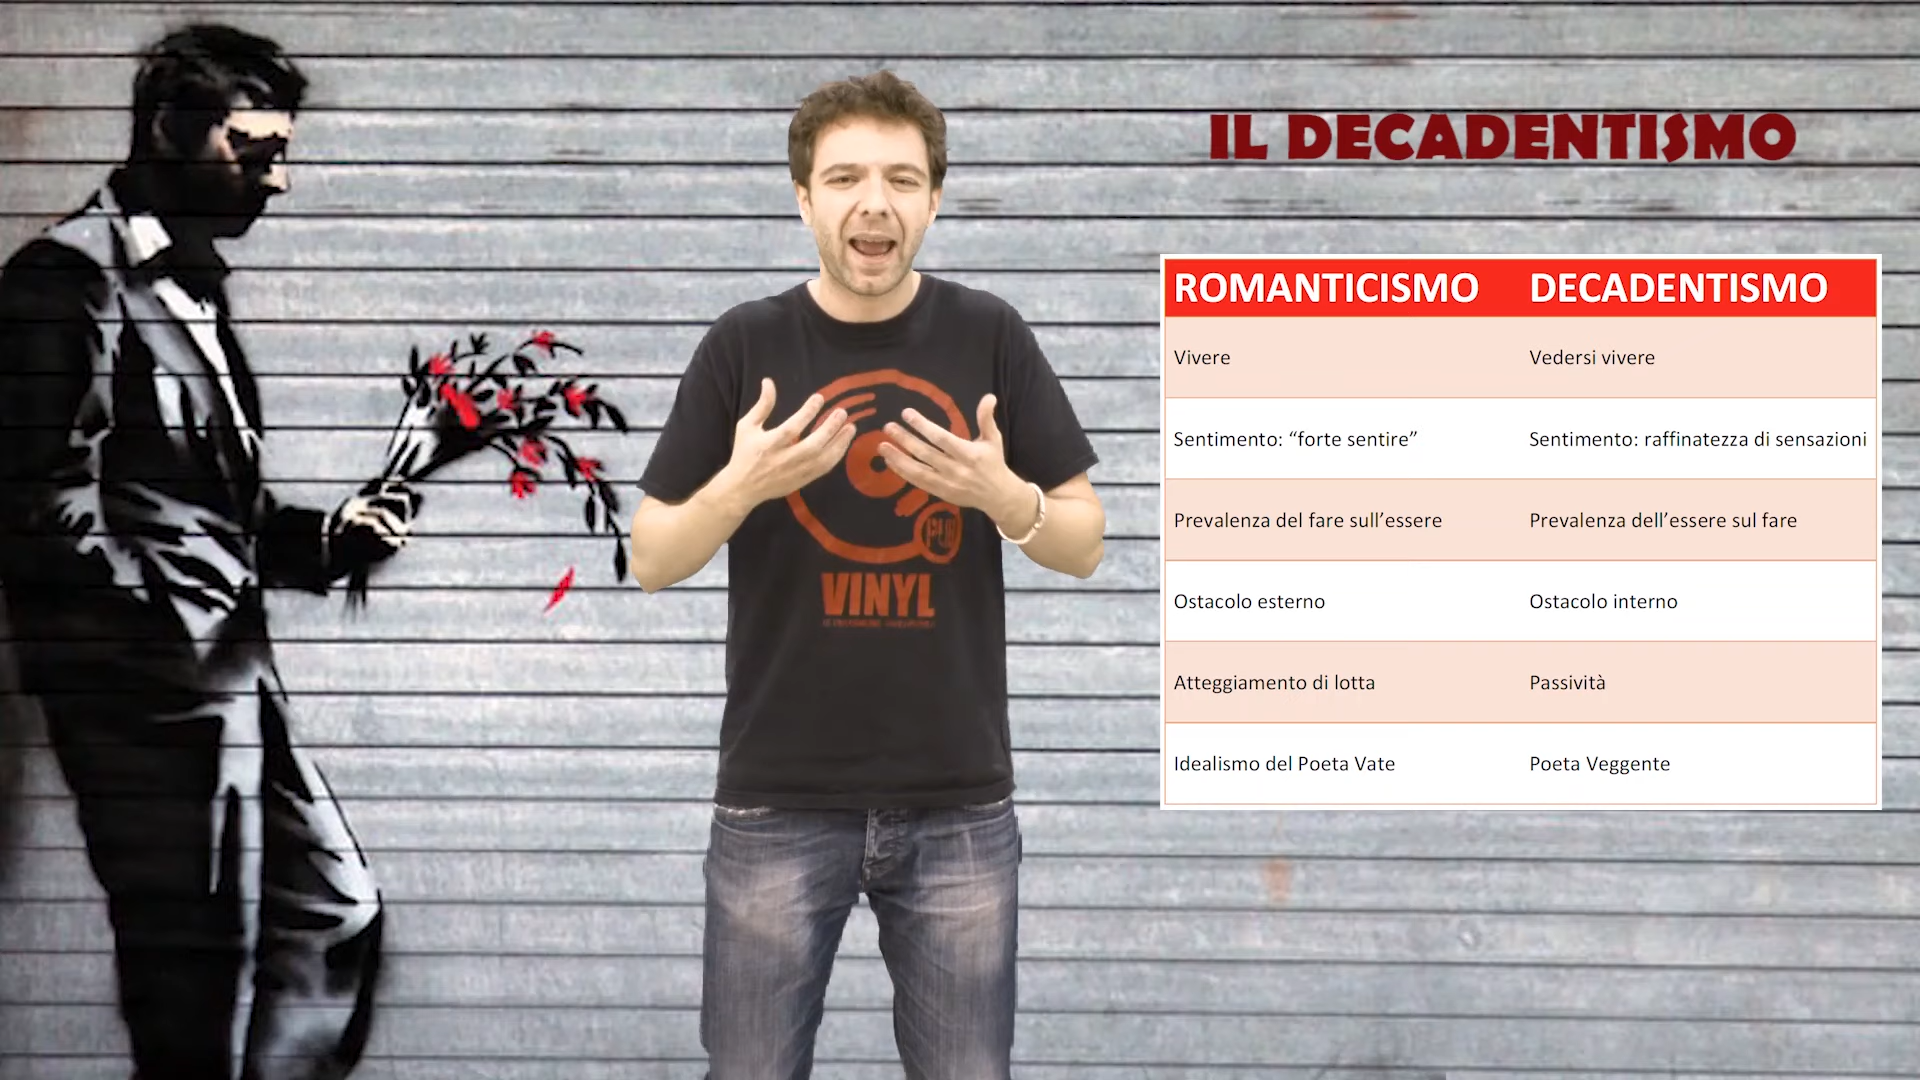 IL DECADENTISMO
ROMANTICISMO DECADENTISMO
Vivere Vedersi vivere
Sentimento: “forte sentire” Sentimento: raffinatezza di sensazioni
Prevalenza del fare sull’essere Prevalenza dell’essere sul fare
Ostacolo esterno Ostacolo interno
Atteggiamento di lotta Passività
Idealismo del Poeta Vate Poeta Veggente
VINYL